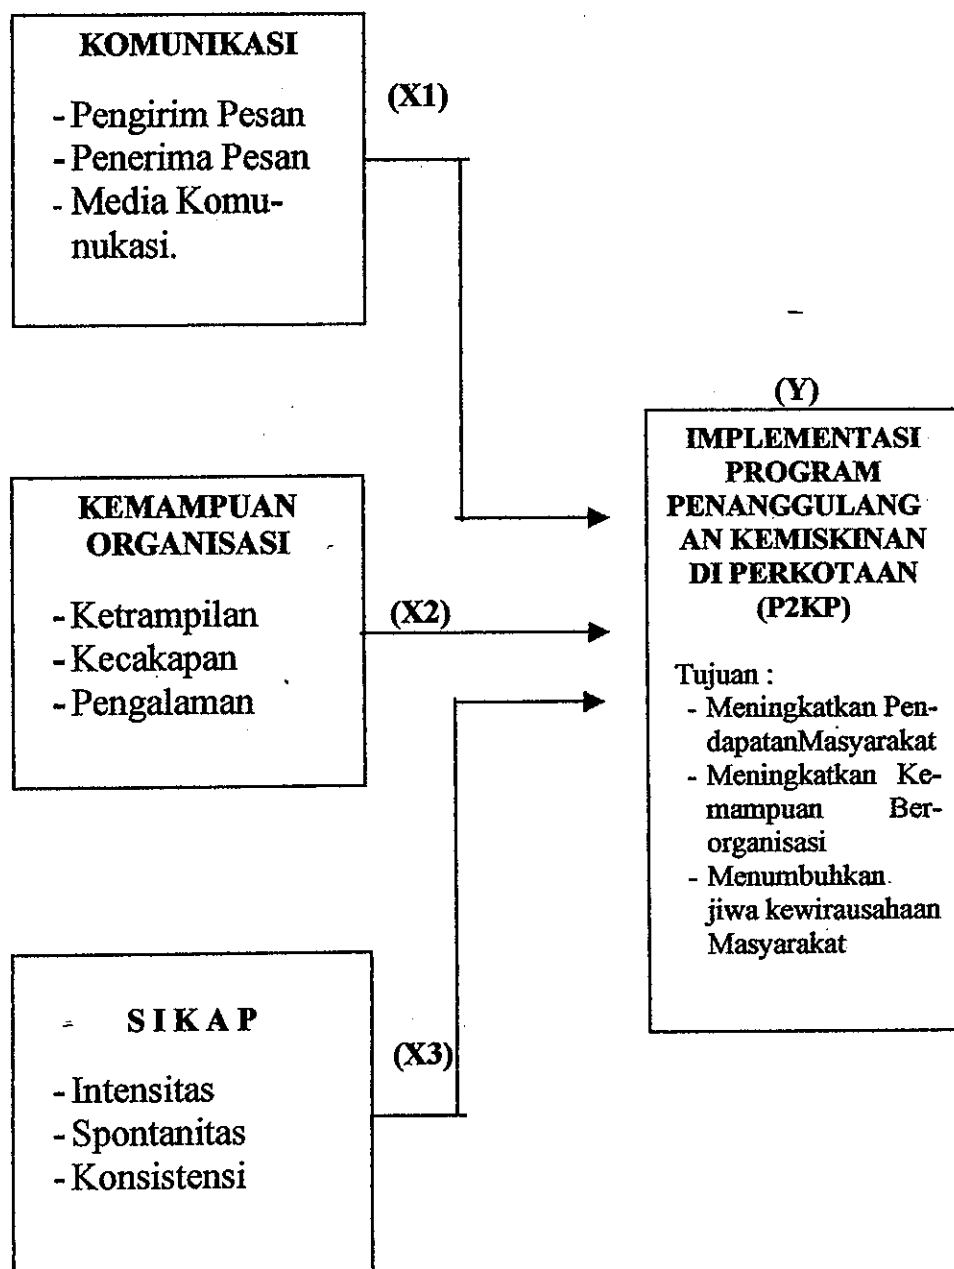 KOMUNIKASI
- Pengirim Pesan
- Penerima Pesan
- Media Komu-
nukasi.
(X1)
KEMAMPUAN
ORGANISASI
- Ketrampilan
- Kecakapan
- Pengalaman
(X2)
S I K A P
- Intensitas
- Spontanitas
- Konsistensi
(X3)
(Y)
IMPLEMENTASI
PROGRAM
PENANGGULANG
AN KEMISKINAN
DI PERKOTAAN
(P2KP)
Tujuan :
- Meningkatkan Pen-
dapatanMasyarakat
- Meningkatkan Ke-
mampuan Ber-
organisasi
- Menumbuhkan
jiwa kewirausahaan
Masyarakat